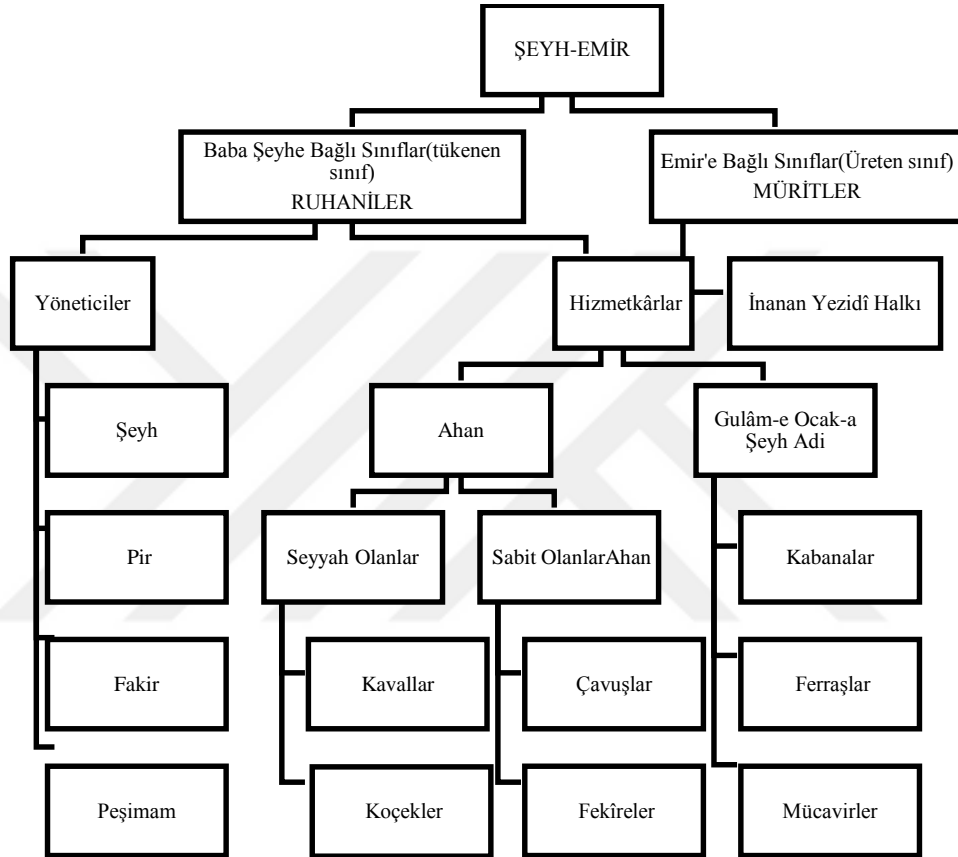 ŞEYH-EMİR
Baba Şeyhe Bağlı Sınıflar(tükenen
sınıf)
RUHANİLER
Emir'e Bağlı Sınıflar(Üreten sınıf)
MÜRİTLER
Yöneticiler
Hizmetkârlar
İnanan Yezidî Halkı
Şeyh
Ahan
Gulâm-e Ocak-a
Şeyh Adi
Pir
Seyyah Olanlar
Sabit OlanlarAhan
Kabanalar
Fakir
Kavallar
Çavuşlar
Ferraşlar
Peşimam
Koçekler
Fekîreler
Mücavirler